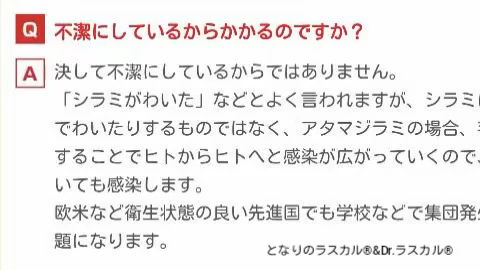 Q 不潔にしているからかかるのですか？
A 決して不潔にしているからではありません。
「シラミがわいた」などとよく言われますが、シラミ
でわいたりするものではなく、アタマジラミの場合、
することでヒトからヒトへと感染が広がっていくので、
いても感染します。
欧米など衛生状態の良い先進国でも学校などで集団発
題になります。
となりのラスカル®&Dr.ラスカル®